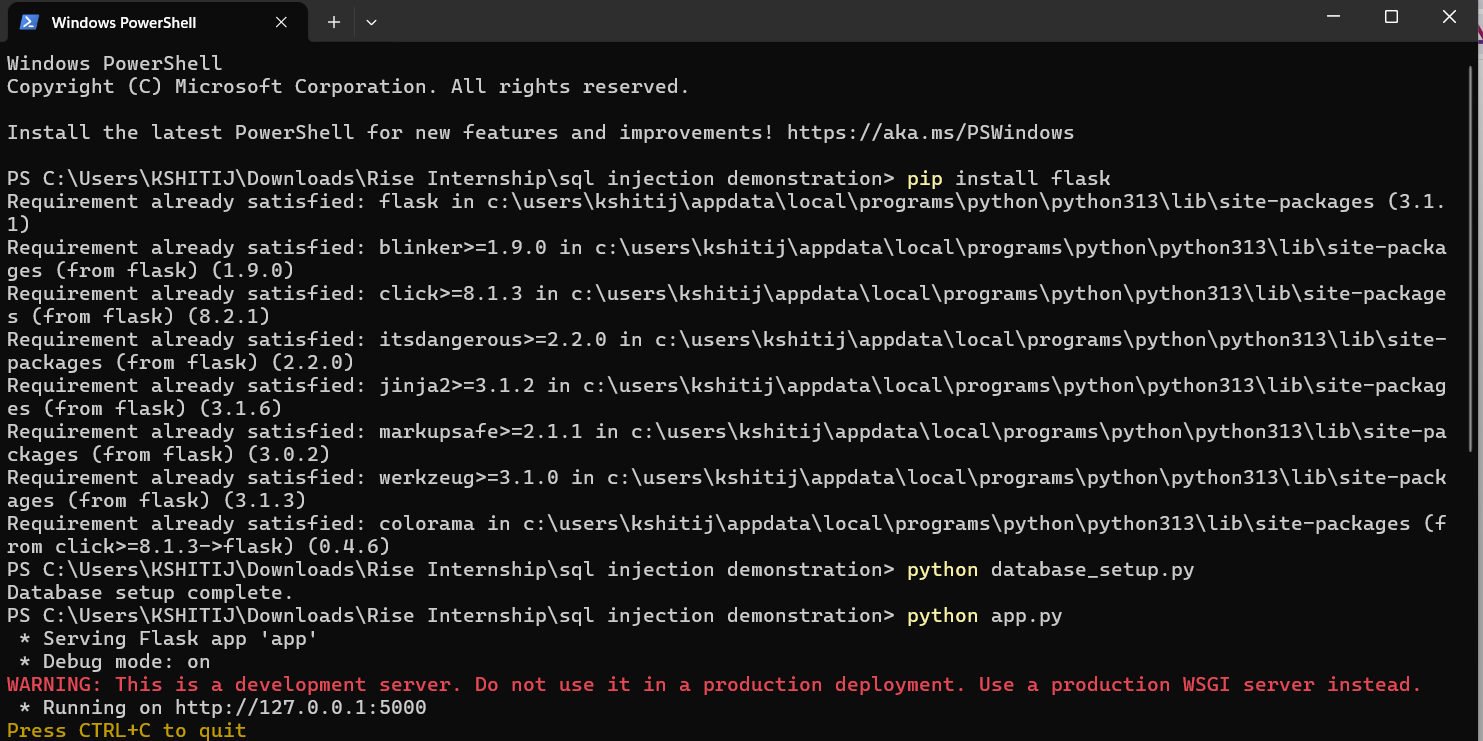 Windows PowerShell
Windows PowerShell
Copyright (C) Microsoft Corporation. All rights reserved.
Install the latest PowerShell for new features and improvements! https://aka.ms/PSWindows
PS C:\Users\KSHITIJ\Downloads\Rise Internship\sql injection demonstration> pip install flask
Requirement already satisfied: flask in c:\users\kshitij\appdata\local\programs\python\python313\lib\site-packages (3.1.
1)
Requirement already satisfied: blinker>=1.9.0 in c:\users\kshitij\appdata\local\programs\python\python313\lib\site-packa
ges (from flask) (1.9.0)
Requirement already satisfied: click>=8.1.3 in c:\users\kshitij\appdata\local\programs\python\python313\lib\site-package
s (from flask) (8.2.1)
Requirement already satisfied: itsdangerous>=2.2.0 in c:\users\kshitij\appdata\local\programs\python\python313\lib\site-
packages (from flask) (2.2.0)
Requirement already satisfied: jinja2>=3.1.2 in c:\users\kshitij\appdata\local\programs\python\python313\lib\site-packag
es (from flask) (3.1.6)
Requirement already satisfied: markupsafe>=2.1.1 in c:\users\kshitij\appdata\local\programs\python\python313\lib\site-pa
ckages (from flask) (3.0.2)
Requirement already satisfied: werkzeug>=3.1.0 in c:\users\kshitij\appdata\local\programs\python\python313\lib\site-pack
ages (from flask) (3.1.3)
Requirement already satisfied: colorama in c:\users\kshitij\appdata\local\programs\python\python313\lib\site-packages (f
rom click>=8.1.3->flask) (0.4.6)
PS C:\Users\KSHITIJ\Downloads\Rise Internship\sql injection demonstration> python database_setup.py
Database setup complete.
PS C:\Users\KSHITIJ\Downloads\Rise Internship\sql injection demonstration> python app.py
 * Serving Flask app 'app'
 * Debug mode: on
WARNING: This is a development server. Do not use it in a production deployment. Use a production WSGI server instead.
 * Running on http://127.0.0.1:5000
Press CTRL+C to quit